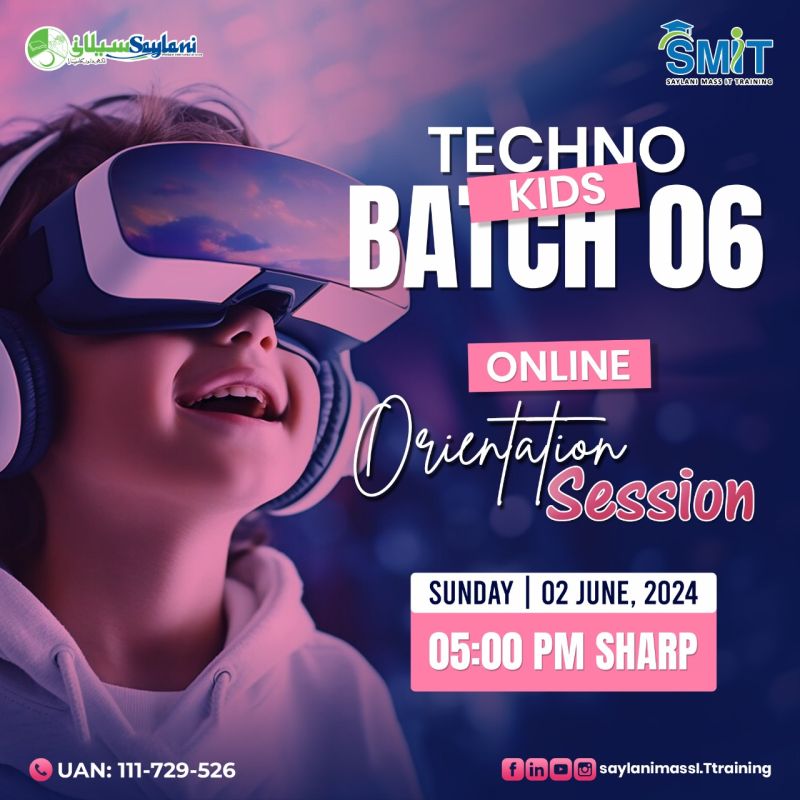 سیلانی Saylani
SMIT
SAYLANI MASS IT TRAINING
TECHNO
KIDS
BATCH 06
ONLINE
Orientation
Session
SUNDAY | 02 JUNE, 2024
05:00 PM SHARP
UAN: 111-729-526
saylanimassI.Ttraining